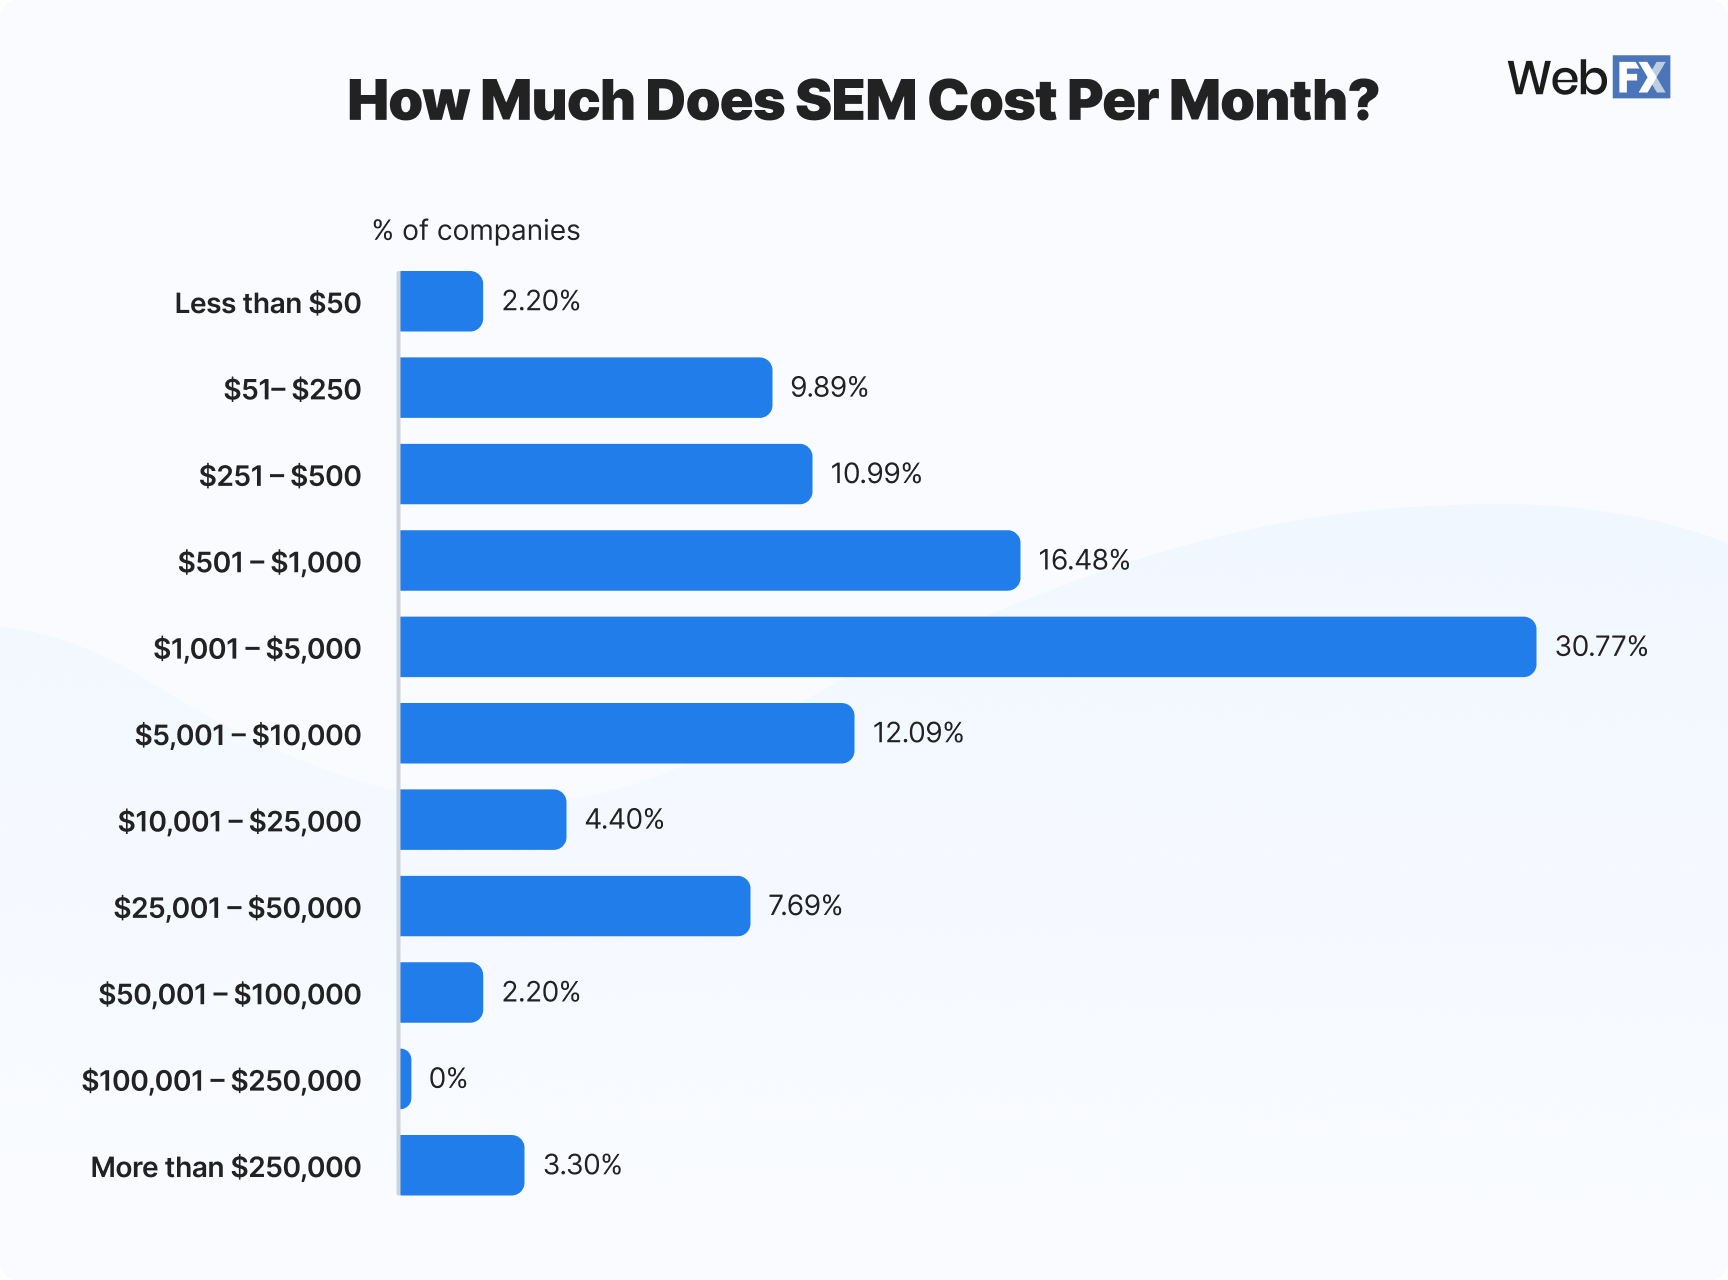 How Much Does SEM Cost Per Month?
Web FX
% of companies
Less than $50 2.20%
$51– $250 9.89%
$251 – $500 10.99%
$501 – $1,000 16.48%
$1,001 – $5,000 30.77%
$5,001 – $10,000 12.09%
$10,001 – $25,000 4.40%
$25,001 – $50,000 7.69%
$50,001 – $100,000 2.20%
$100,001 – $250,000 0%
More than $250,000 3.30%